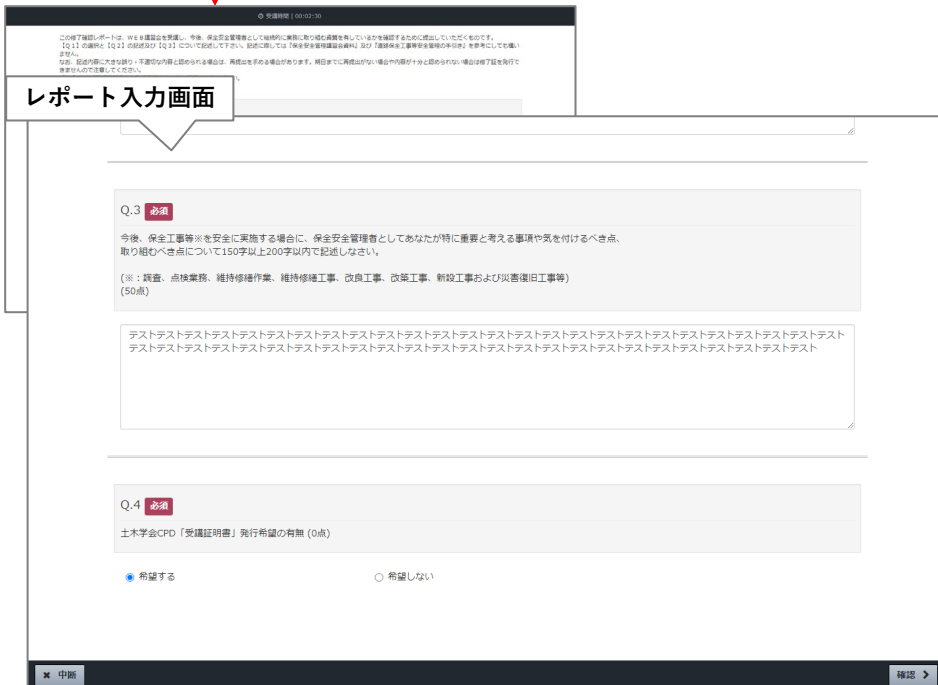 受講時間 | 00:02:30
この修了確認レポートは、ＷＥＢ講習会を受講し、今後、保全安全管理者として継続的に業務に取り組む資質を有しているかを確認するために提出していただくものです。
【Ｑ１】の選択と【Ｑ２】の記述及び【Ｑ３】について記述して下さい。記述に際しては『保全安全管理講習会資料』及び『道路保全工事等安全管理の手引き』を参考にしても構い
ません。
なお、記述内容に大きな誤り・不適切な内容と認められる場合は、再提出を求める場合があります。期日までに再提出がない場合や内容が十分と認められない場合は修了証を発行で
きませんので注意してください。
レポート入力画面
Q.3 必須
今後、保全工事等※を安全に実施する場合に、保全安全管理者としてあなたが特に重要と考える事項や気を付けるべき点、
取り組むべき点について150字以上200字以内で記述しなさい。
(※：調査、点検業務、維持修繕作業、維持修繕工事、改良工事、改築工事、新設工事および災害復旧工事等)
(50点)
テストテストテストテストテストテストテストテストテストテストテストテストテストテストテストテストテストテストテストテストテストテストテストテストテストテスト
テストテストテストテストテストテストテストテストテストテストテストテストテストテストテストテストテストテストテストテストテストテストテストテストテスト
Q.4 必須
土木学会CPD「受講証明書」発行希望の有無 (0点)
希望する 希望しない
中断 確認